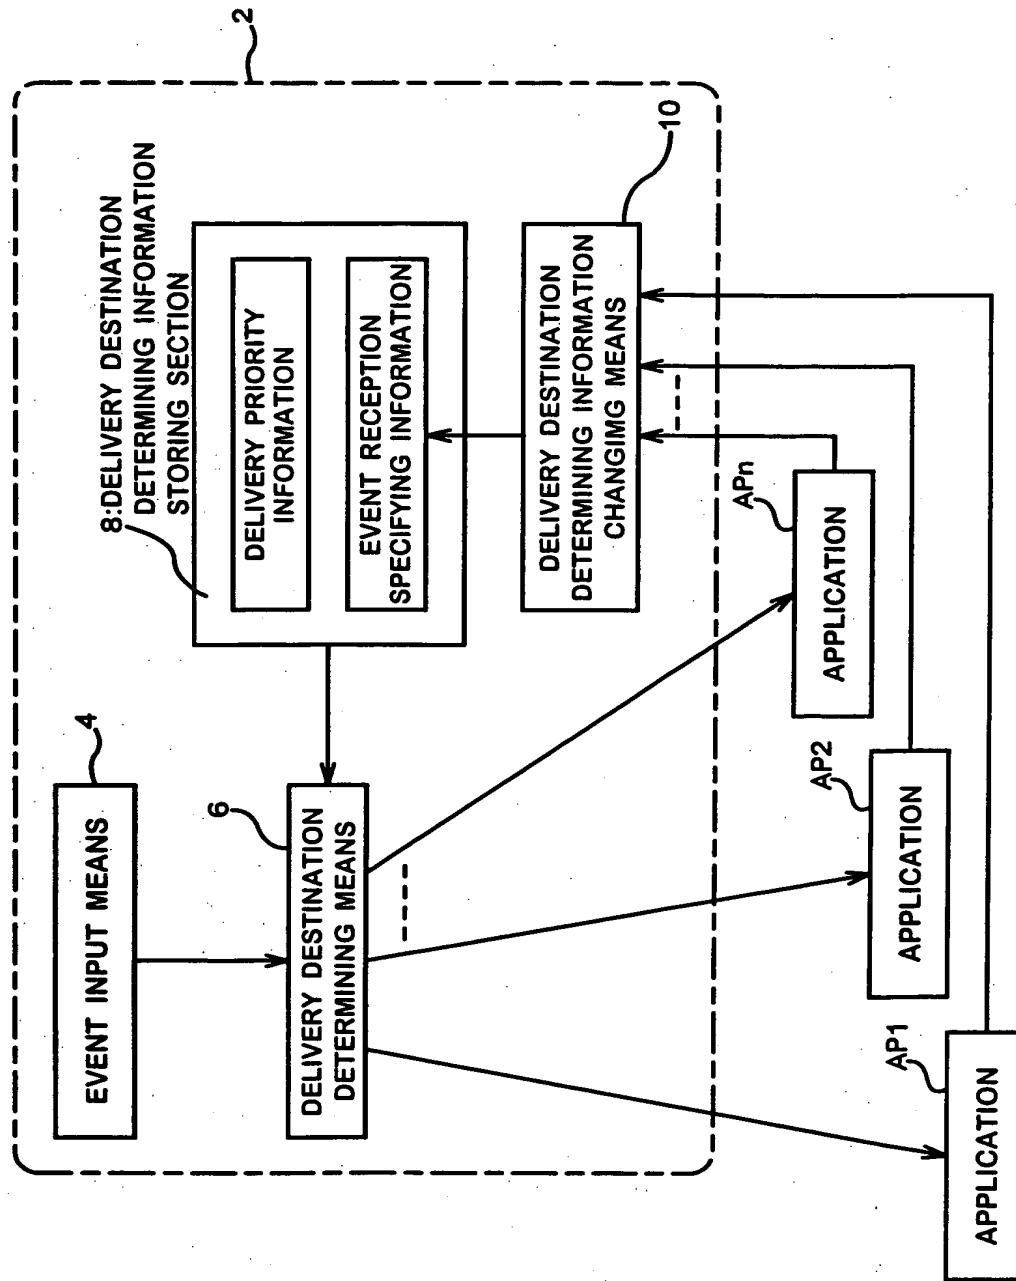 2
4
EVENT INPUT MEANS
6
DELIVERY DESTINATION
DETERMINING MEANS
8:DELIVERY DESTINATION
DETERMINING INFORMATION
STORING SECTION
DELIVERY PRIORITY
INFORMATION
EVENT RECEPTION
SPECIFYING INFORMATION
10
DELIVERY DESTINATION
DETERMINING INFORMATION
CHANGIMG MEANS
AP1
APPLICATION
AP2
APPLICATION
APn
APPLICATION